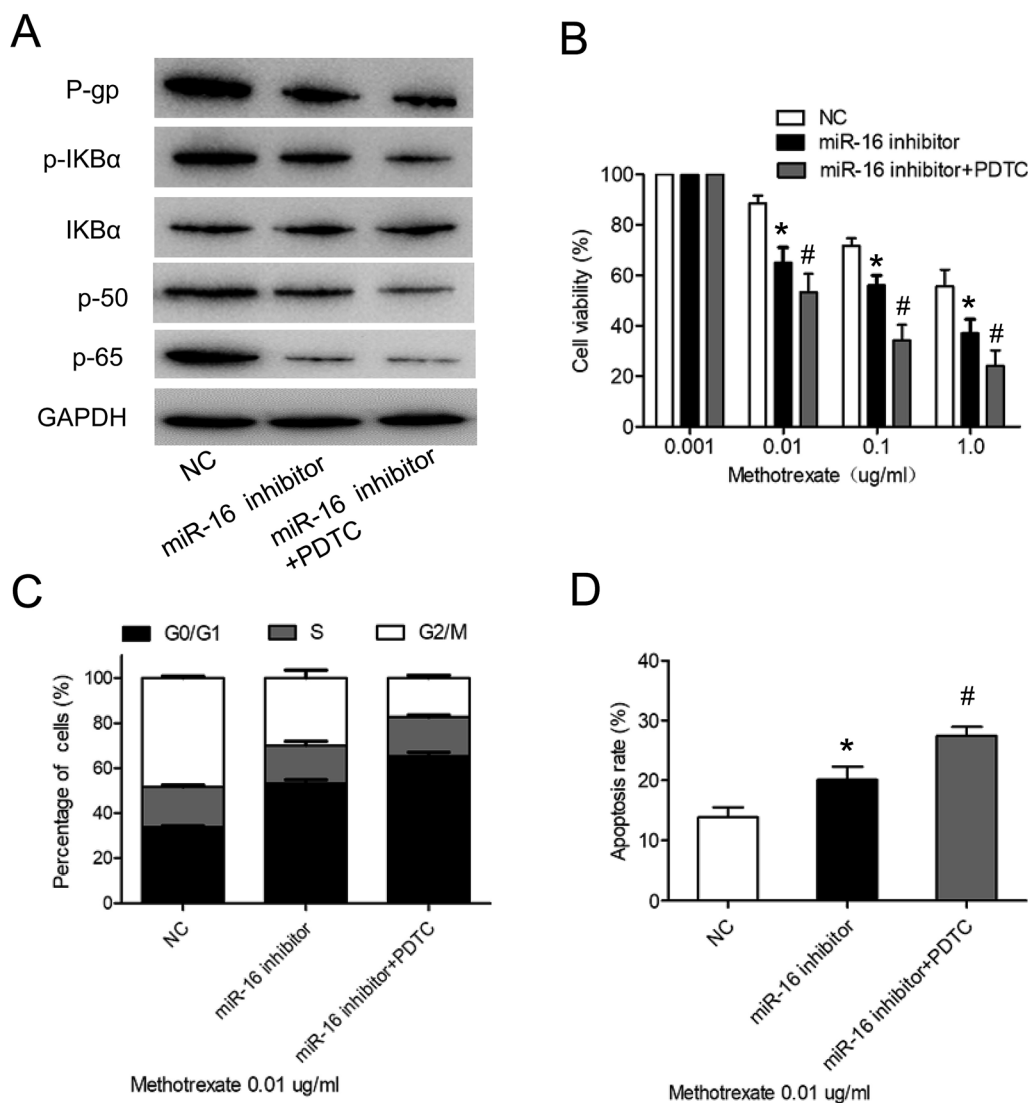 A
P-gp
p-IKBα
IKBα
p-50
p-65
GAPDH
NC
miR-16 inhibitor
miR-16 inhibitor
+PDTC
B
NC
miR-16 inhibitor
miR-16 inhibitor+PDTC
Cell viability (%)
100
80
60
40
20
0
* # * # * #
0.001 0.01 0.1 1.0
Methotrexate（ug/ml）
C
G0/G1 S G2/M
Percentage of cells (%)
100
80
60
40
20
0
NC
miR-16 inhibitor
miR-16 inhibitor+PDTC
Methotrexate 0.01 ug/ml
D
Apoptosis rate (%)
40
30
20
10
0
* #
NC
miR-16 inhibitor
miR-16 inhibitor+PDTC
Methotrexate 0.01 ug/ml